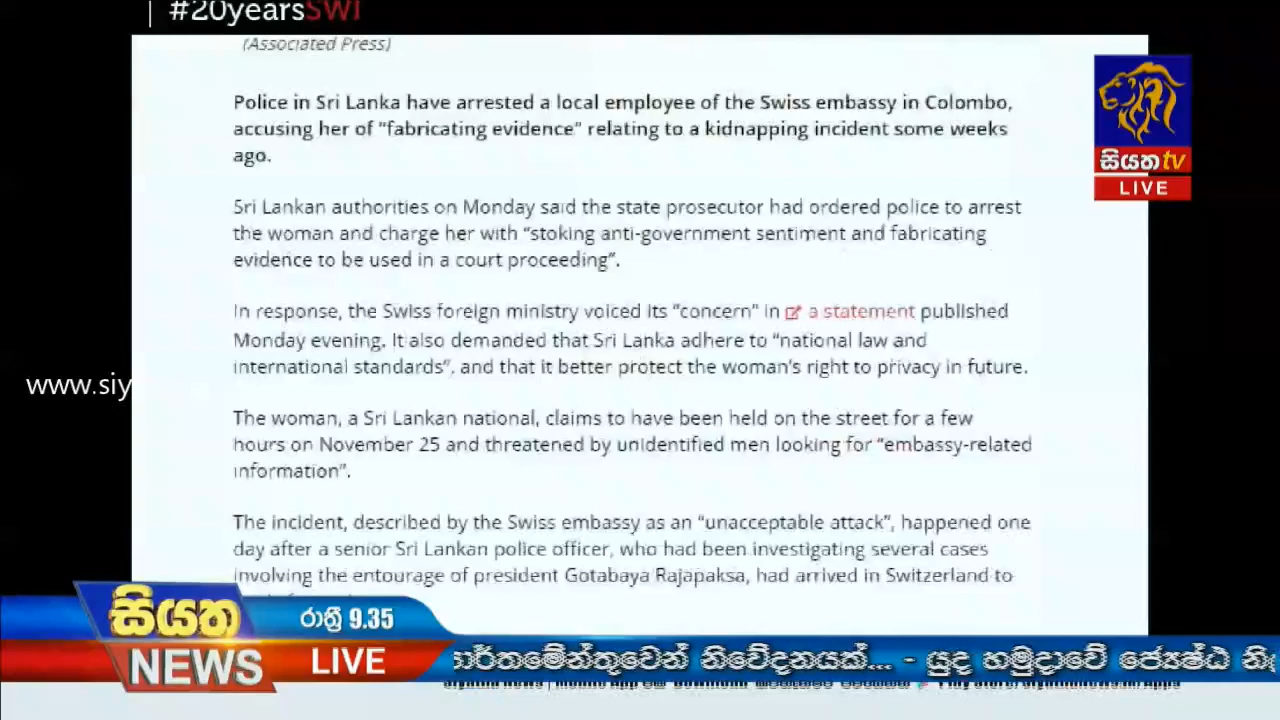 #20yearsSWI
(Associated Press)
Police in Sri Lanka have arrested a local employee of the Swiss embassy in Colombo,
accusing her of "fabricating evidence" relating to a kidnapping incident some weeks
ago.
Sri Lankan authorities on Monday said the state prosecutor had ordered police to arrest
the woman and charge her with "stoking anti-government sentiment and fabricating
evidence to be used in a court proceeding".
In response, the Swiss foreign ministry voiced its "concern" in a statement published
Monday evening. It also demanded that Sri Lanka adhere to "national law and
international standards", and that it better protect the woman's right to privacy in future.
The woman, a Sri Lankan national, claims to have been held on the street for a few
hours on November 25 and threatened by unidentified men looking for "embassy-related
information".
The incident, described by the Swiss embassy as an "unacceptable attack", happened one
day after a senior Sri Lankan police officer, who had been investigating several cases
involving the entourage of president Gotabaya Rajapaksa, had arrived in Switzerland to
සියත tv
LIVE
www.siy
සියත
NEWS
රාත්‍රී 9.35
LIVE
නිවේදනයක්... - යුද හමුදාවේ ජ්‍යෙෂ්ඨ